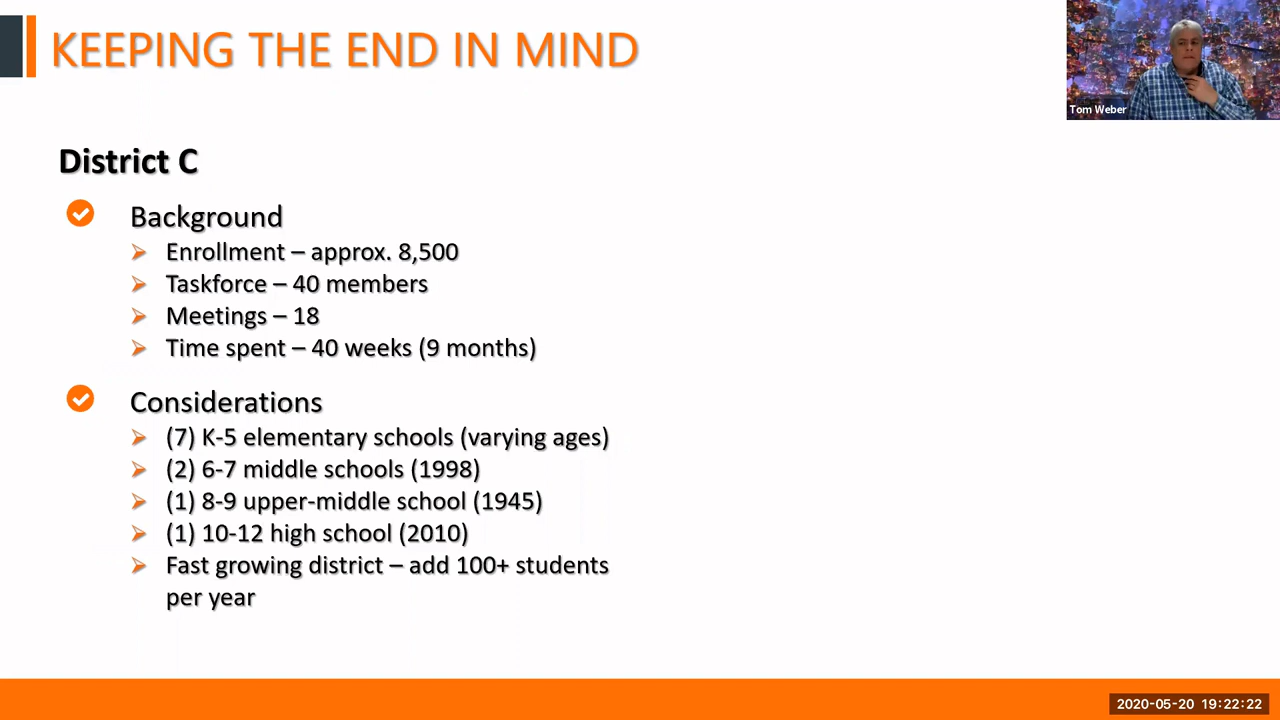 KEEPING THE END IN MIND
Tom Weber
District C
Background
Enrollment – approx. 8,500
Taskforce – 40 members
Meetings – 18
Time spent – 40 weeks (9 months)
Considerations
(7) K-5 elementary schools (varying ages)
(2) 6-7 middle schools (1998)
(1) 8-9 upper-middle school (1945)
(1) 10-12 high school (2010)
Fast growing district – add 100+ students
per year
2020-05-20 19:22:22